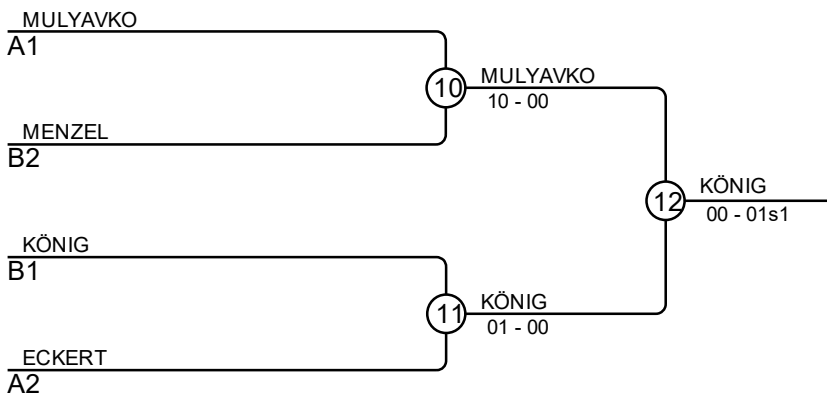 MULYAVKO
A1
10
MULYAVKO
10 - 00
MENZEL
B2
12
KÖNIG
00 - 01s1
KÖNIG
B1
11
KÖNIG
01 - 00
ECKERT
A2